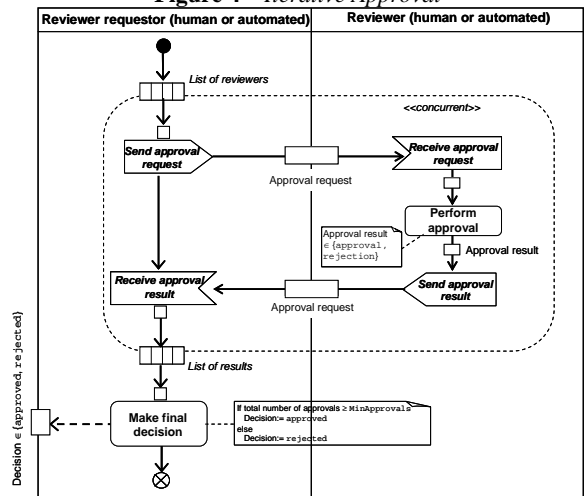 Figure 4 Iterative Approval
Reviewer requestor (human or automated)
Reviewer (human or automated)
List of reviewers
<<concurrent>>
Send approval
request
Approval request
Receive approval
request
Perform
approval
Approval result
∈ {approval,
rejection}
Approval result
Receive approval
result
Approval request
Send approval
result
List of results
Make final
decision
If total number of approvals ≥ MinApprovals
Decision:= approved
else
Decision:= rejected
Decision ∈ {approved, rejected}